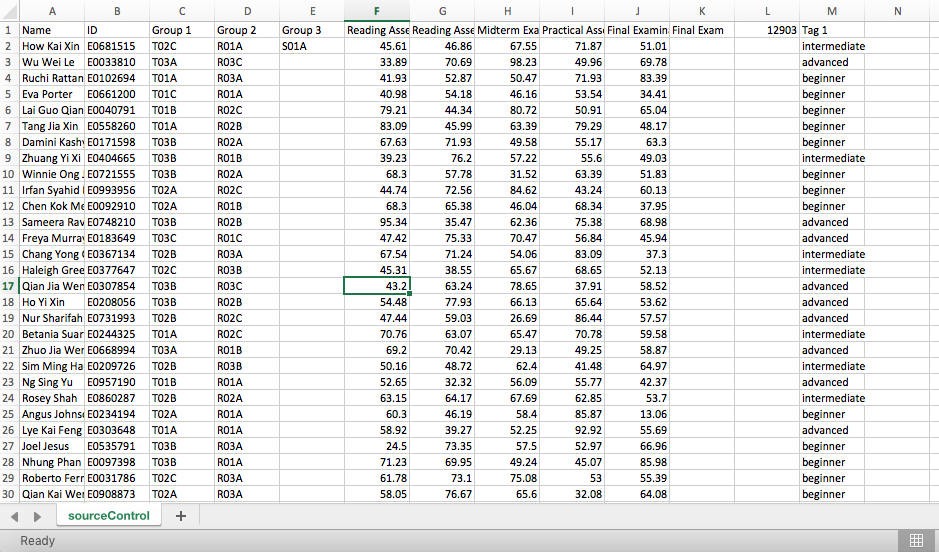 A B C D E F G H I J K L M N
1 Name ID Group 1 Group 2 Group 3 Reading Asse Reading Asse Midterm Exa Practical Ass Final Examin Final Exam 12903 Tag 1
2 How Kai Xin E0681515 T02C R01A S01A 45.61 46.86 67.55 71.87 51.01 intermediate
3 Wu Wei Le E0033810 T03A R03C 33.89 70.69 98.23 49.96 69.78 advanced
4 Ruchi Rattan E0102694 T01A R03A 41.93 52.87 50.47 71.93 83.39 beginner
5 Eva Porter E0661200 T01C R01A 40.98 54.18 46.16 53.54 34.41 beginner
6 Lai Guo Qian E0040791 T01B R02C 79.21 44.34 80.72 50.91 65.04 beginner
7 Tang Jia Xin E0558260 T01A R02B 83.09 45.99 63.39 79.29 48.17 beginner
8 Damini Kash E0171598 T03B R02A 67.63 71.93 49.58 55.17 63.3 beginner
9 Zhuang Yi Xi E0404665 T03B R01B 39.23 76.2 57.22 55.6 49.03 intermediate
10 Winnie Ong E0721555 T03B R02A 68.3 57.78 31.52 63.39 51.83 beginner
11 Irfan Syahid E0993956 T02A R02C 44.74 72.56 84.62 43.24 60.13 beginner
12 Chen Kok Me E0092910 T02A R01B 68.3 65.38 46.04 68.34 37.95 beginner
13 Sameera Rav E0748210 T03B R02B 95.34 35.47 62.36 75.38 68.98 advanced
14 Freya Murra E0183649 T03C R01C 47.42 75.33 70.47 56.84 45.94 advanced
15 Chang Yong E0367134 T02B R03A 67.54 71.24 54.06 83.09 37.3 intermediate
16 Haleigh Gree E0377647 T02C R03B 45.31 38.55 65.67 68.65 52.13 intermediate
17 Qian Jia Wen E0307854 T03B R03C 43.2 63.24 78.65 37.91 58.52 advanced
18 Ho Yi Xin E0208056 T03B R02B 54.48 77.93 66.13 65.64 53.62 advanced
19 Nur Sharifah E0731993 T02B R02C 47.44 59.03 26.69 86.44 57.57 advanced
20 Betania Suar E0244325 T01A R02C 70.76 63.07 65.47 70.78 59.58 intermediate
21 Zhuo Jia Wer E0668994 T03A R01B 69.2 70.42 29.13 49.25 58.87 advanced
22 Sim Ming Ha E0209726 T02B R03B 50.16 48.72 62.4 41.48 64.97 intermediate
23 Ng Sing Yu E0957190 T01B R01A 52.65 32.32 56.09 55.77 42.37 advanced
24 Rosey Shah E0860287 T02B R02A 63.15 64.17 67.69 62.85 53.7 intermediate
25 Angus Johns E0234194 T02A R01A 60.3 46.19 58.4 85.87 13.06 beginner
26 Lye Kai Feng E0303648 T01A R01A 58.92 39.27 52.25 92.92 55.69 advanced
27 Joel Jesus E0535791 T03B R03A 24.5 73.35 57.5 52.97 66.96 beginner
28 Nhung Phan E0097398 T03B R01A 71.23 69.95 49.24 45.07 85.98 beginner
29 Roberto Ferr E0031786 T02C R03A 61.78 73.1 75.08 53 55.39 beginner
30 Qian Kai Wer E0908873 T02A R03A 58.05 76.67 65.6 32.08 64.08 beginner
sourceControl +
Ready